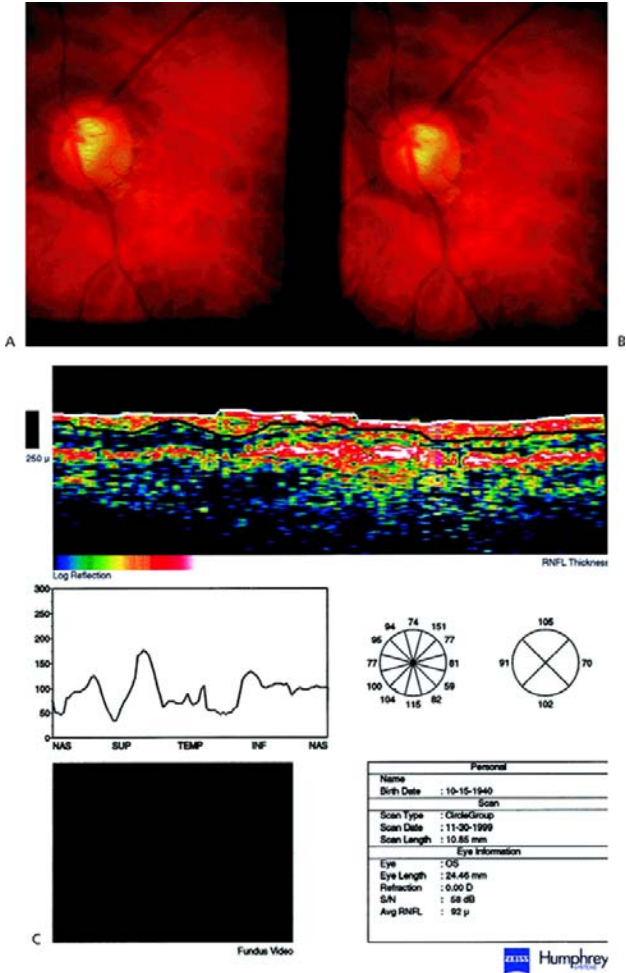 A B
250 µ
Log Reflection RNFL Thickness
300
250
200
150
100
50
0
NAS SUP TEMP INF NAS
94 74 151
95 77
77 81
100 59
104 115 82
105
91 70
102
Personal
Name
Birth Date : 10-15-1940
Scan
Scan Type : CircleGroup
Scan Date : 11-30-1999
Scan Length : 10.85 mm
Eye Information
Eye : OS
Eye Length : 24.46 mm
Refraction : 0.00 D
S/N : 58 dB
Avg RNFL : 92 µ
C
Fundus Video
ZEISS Humphrey
SYSTEMS